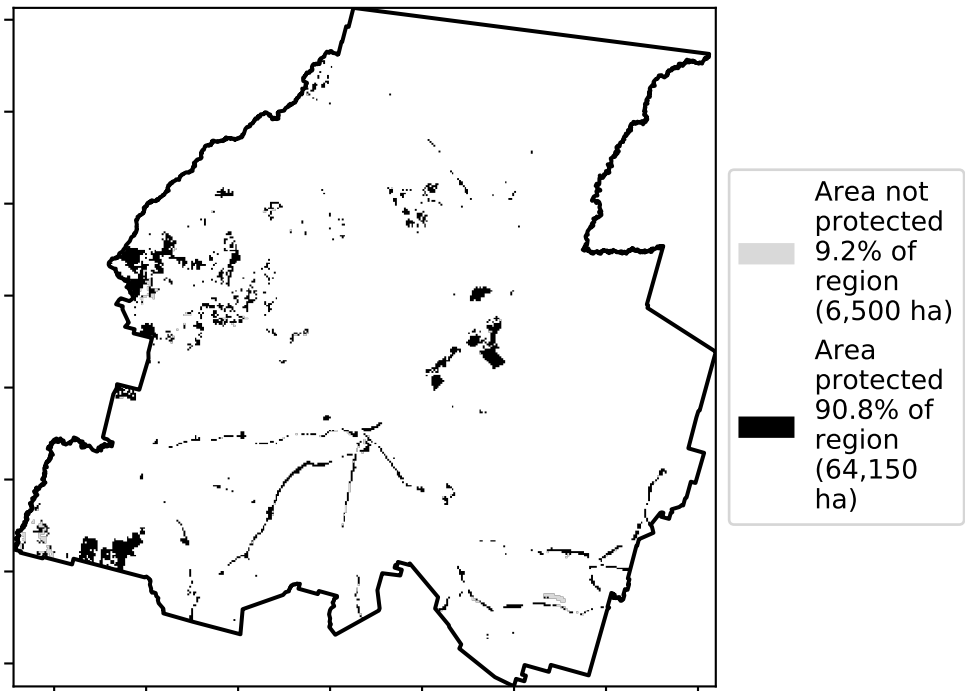 Area not
protected
9.2% of
region
(6,500 ha)
Area
protected
90.8% of
region
(64,150
ha)